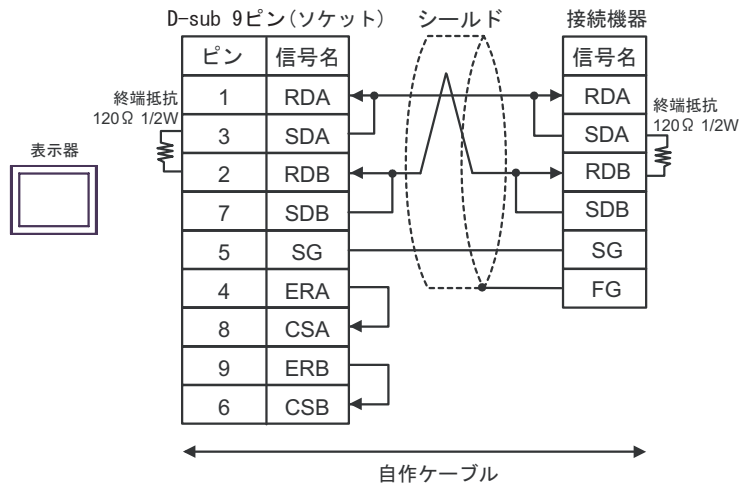 D-sub 9ピン(ソケット) シールド 接続機器
ピン 信号名 信号名
終端抵抗
120Ω 1/2W
1 RDA RDA
終端抵抗
120Ω 1/2W
3 SDA SDA
表示器
2 RDB RDB
7 SDB SDB
5 SG SG
4 ERA FG
8 CSA
9 ERB
6 CSB
自作ケーブル